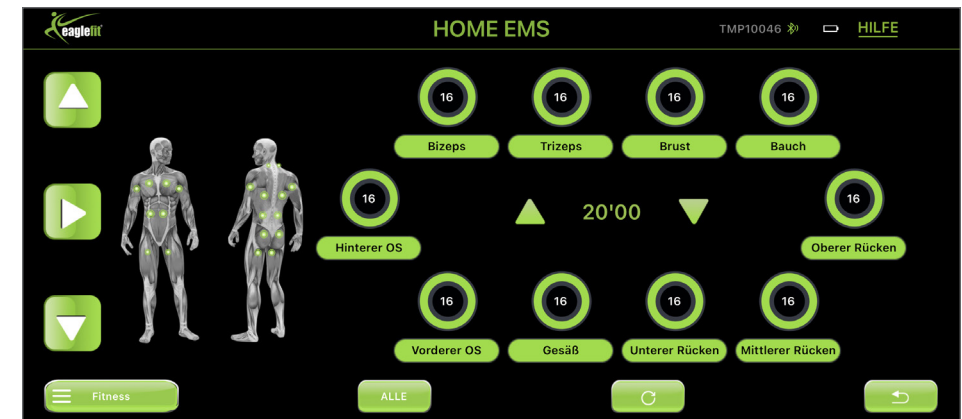 eaglefit
HOME EMS
TMP10046
HILFE
16
16
16
16
Bizeps
Trizeps
Brust
Bauch
16
16
20'00
Hinterer OS
Oberer Rücken
16
16
16
16
Vorderer OS
Gesäß
Unterer Rücken
Mittlerer Rücken
Fitness
ALLE